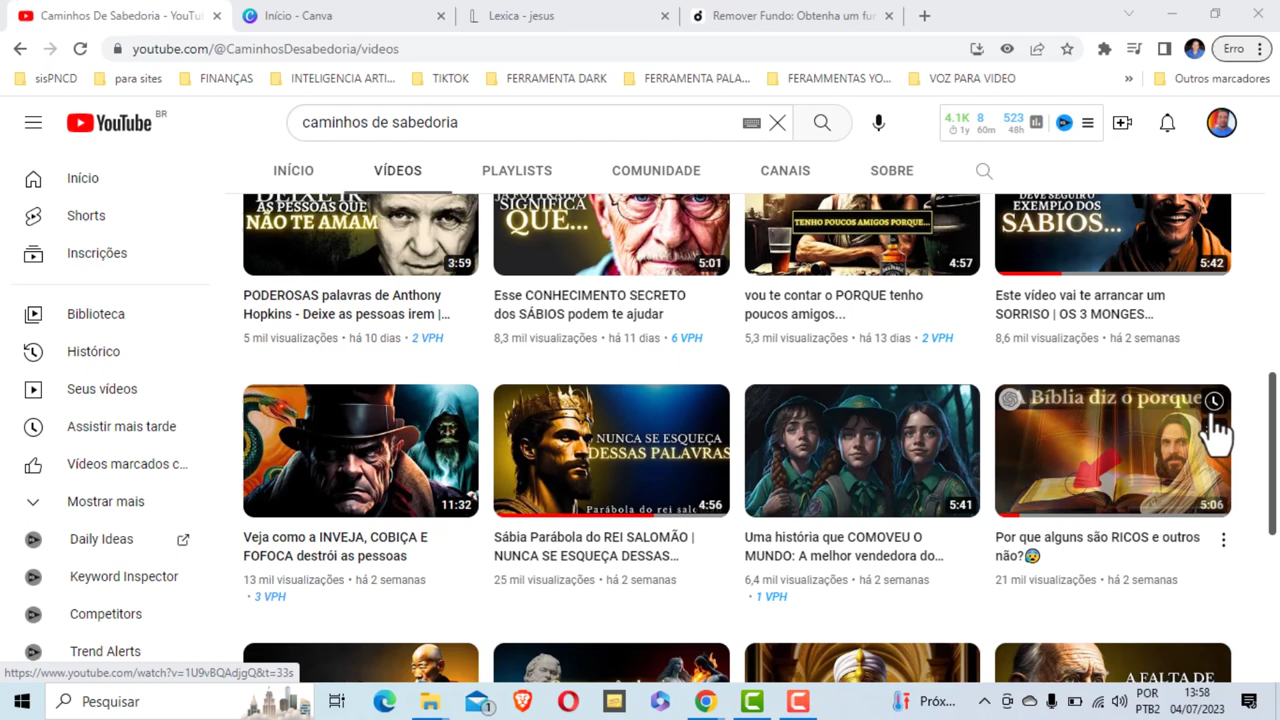 Caminhos De Sabedoria - YouTu
Início - Canva
Lexica - jesus
Remover Fundo: Obtenha um fur
youtube.com/@CaminhosDesabedoria/videos
Erro
sisPNCD
para sites
FINANÇAS
INTELIGENCIA ARTI...
TIKTOK
FERRAMENTA DARK
FERRAMENTA PALA...
FERAMMENTAS YO...
VOZ PARA VIDEO
»
Outros marcadores
YouTube BR
caminhos de sabedoria
4.1K 8 523
1y 60m 48h
INÍCIO
VÍDEOS
PLAYLISTS
COMUNIDADE
CANAIS
SOBRE
Início
Shorts
Inscrições
Biblioteca
Histórico
Seus vídeos
Assistir mais tarde
Vídeos marcados c...
Mostrar mais
Daily Ideas
Keyword Inspector
Competitors
Trend Alerts
DEIXE IR
AS PESSOAS QUE
NÃO TE AMAM
3:59
SIGNIFICA
QUE...
5:01
TENHO POUCOS AMIGOS PORQUE...
4:57
DEVE SEGUIR O
EXEMPLO DOS
SABIOS...
5:42
PODEROSAS palavras de Anthony
Hopkins - Deixe as pessoas irem |...
5 mil visualizações • há 10 dias • 2 VPH
Esse CONHECIMENTO SECRETO
dos SÁBIOS podem te ajudar
8,3 mil visualizações • há 11 dias • 6 VPH
vou te contar o PORQUE tenho
poucos amigos...
5,3 mil visualizações • há 13 dias • 2 VPH
Este vídeo vai te arrancar um
SORRISO | OS 3 MONGES...
8,6 mil visualizações • há 2 semanas
11:32
NUNCA SE ESQUEÇA
DESSAS PALAVRAS
Parábola do rei salo
4:56
5:41
A Bíblia diz o porque
5:06
Veja como a INVEJA, COBIÇA E
FOFOCA destrói as pessoas
13 mil visualizações • há 2 semanas
• 3 VPH
Sábia Parábola do REI SALOMÃO |
NUNCA SE ESQUEÇA DESSAS...
25 mil visualizações • há 2 semanas
Uma história que COMOVEU O
MUNDO: A melhor vendedora do...
6,4 mil visualizações • há 2 semanas
• 1 VPH
Por que alguns são RICOS e outros
não?😰
21 mil visualizações • há 2 semanas
A FALTA DE
https://www.youtube.com/watch?v=1U9vBQAdjgQ&t=33s
Pesquisar
1
Próx...
POR
PTB2
13:58
04/07/2023